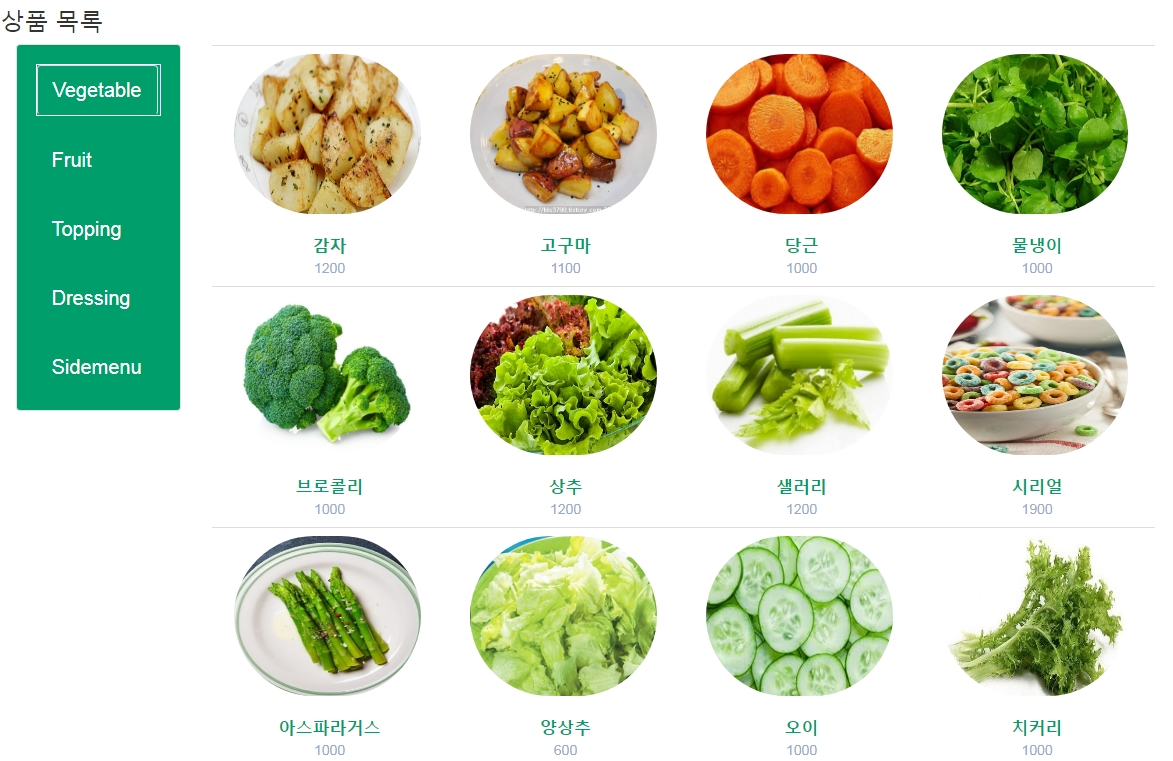 상품 목록
Vegetable
Fruit
Topping
Dressing
Sidemenu
감자
1200
고구마
1100
당근
1000
물냉이
1000
브로콜리
1000
상추
1200
샐러리
1200
시리얼
1900
아스파라거스
1000
양상추
600
오이
1000
치커리
1000